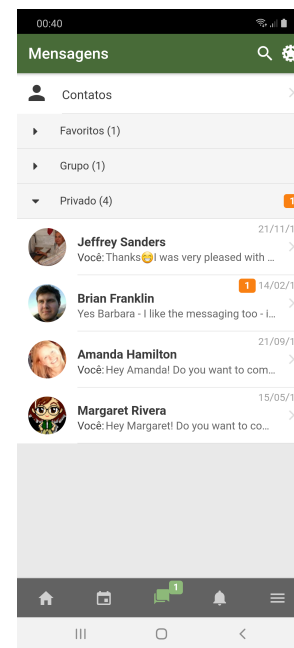 00:40
Mensagens
Contatos
Favoritos (1)
Grupo (1)
Privado (4)
1
21/11/1
Jeffrey Sanders
Você: Thanks😁I was very pleased with ...
1 14/02/1
Brian Franklin
Yes Barbara - I like the messaging too - i...
21/09/1
Amanda Hamilton
Você: Hey Amanda! Do you want to com...
15/05/1
Margaret Rivera
Você: Hey Margaret! Do you want to co...
1